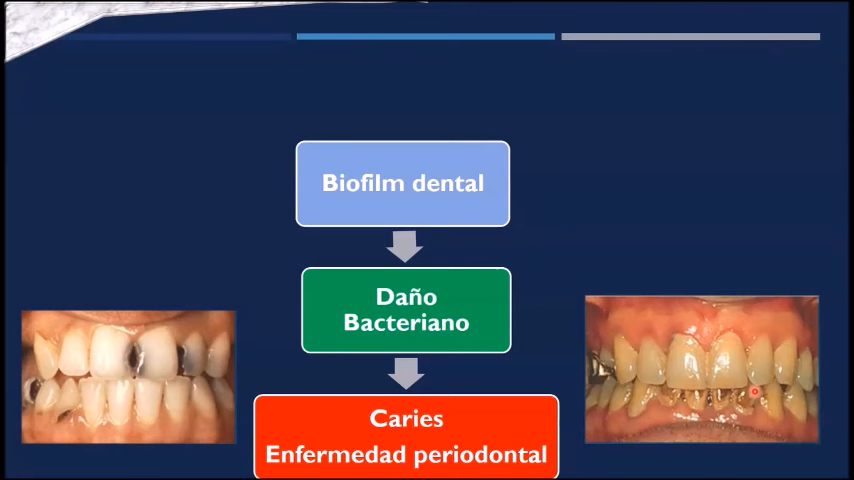 Biofilm dental
Daño
Bacteriano
Caries
Enfermedad periodontal